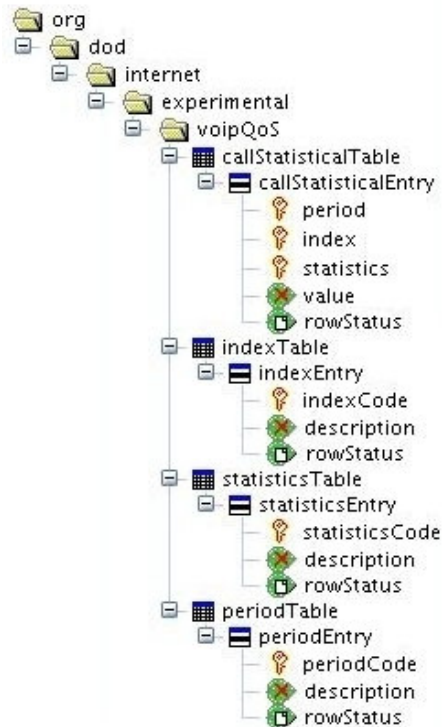 org
dod
internet
experimental
voipQoS
callStatisticalTable
callStatisticalEntry
period
index
statistics
value
rowStatus
indexTable
indexEntry
indexCode
description
rowStatus
statisticsTable
statisticsEntry
statisticsCode
description
rowStatus
periodTable
periodEntry
periodCode
description
rowStatus